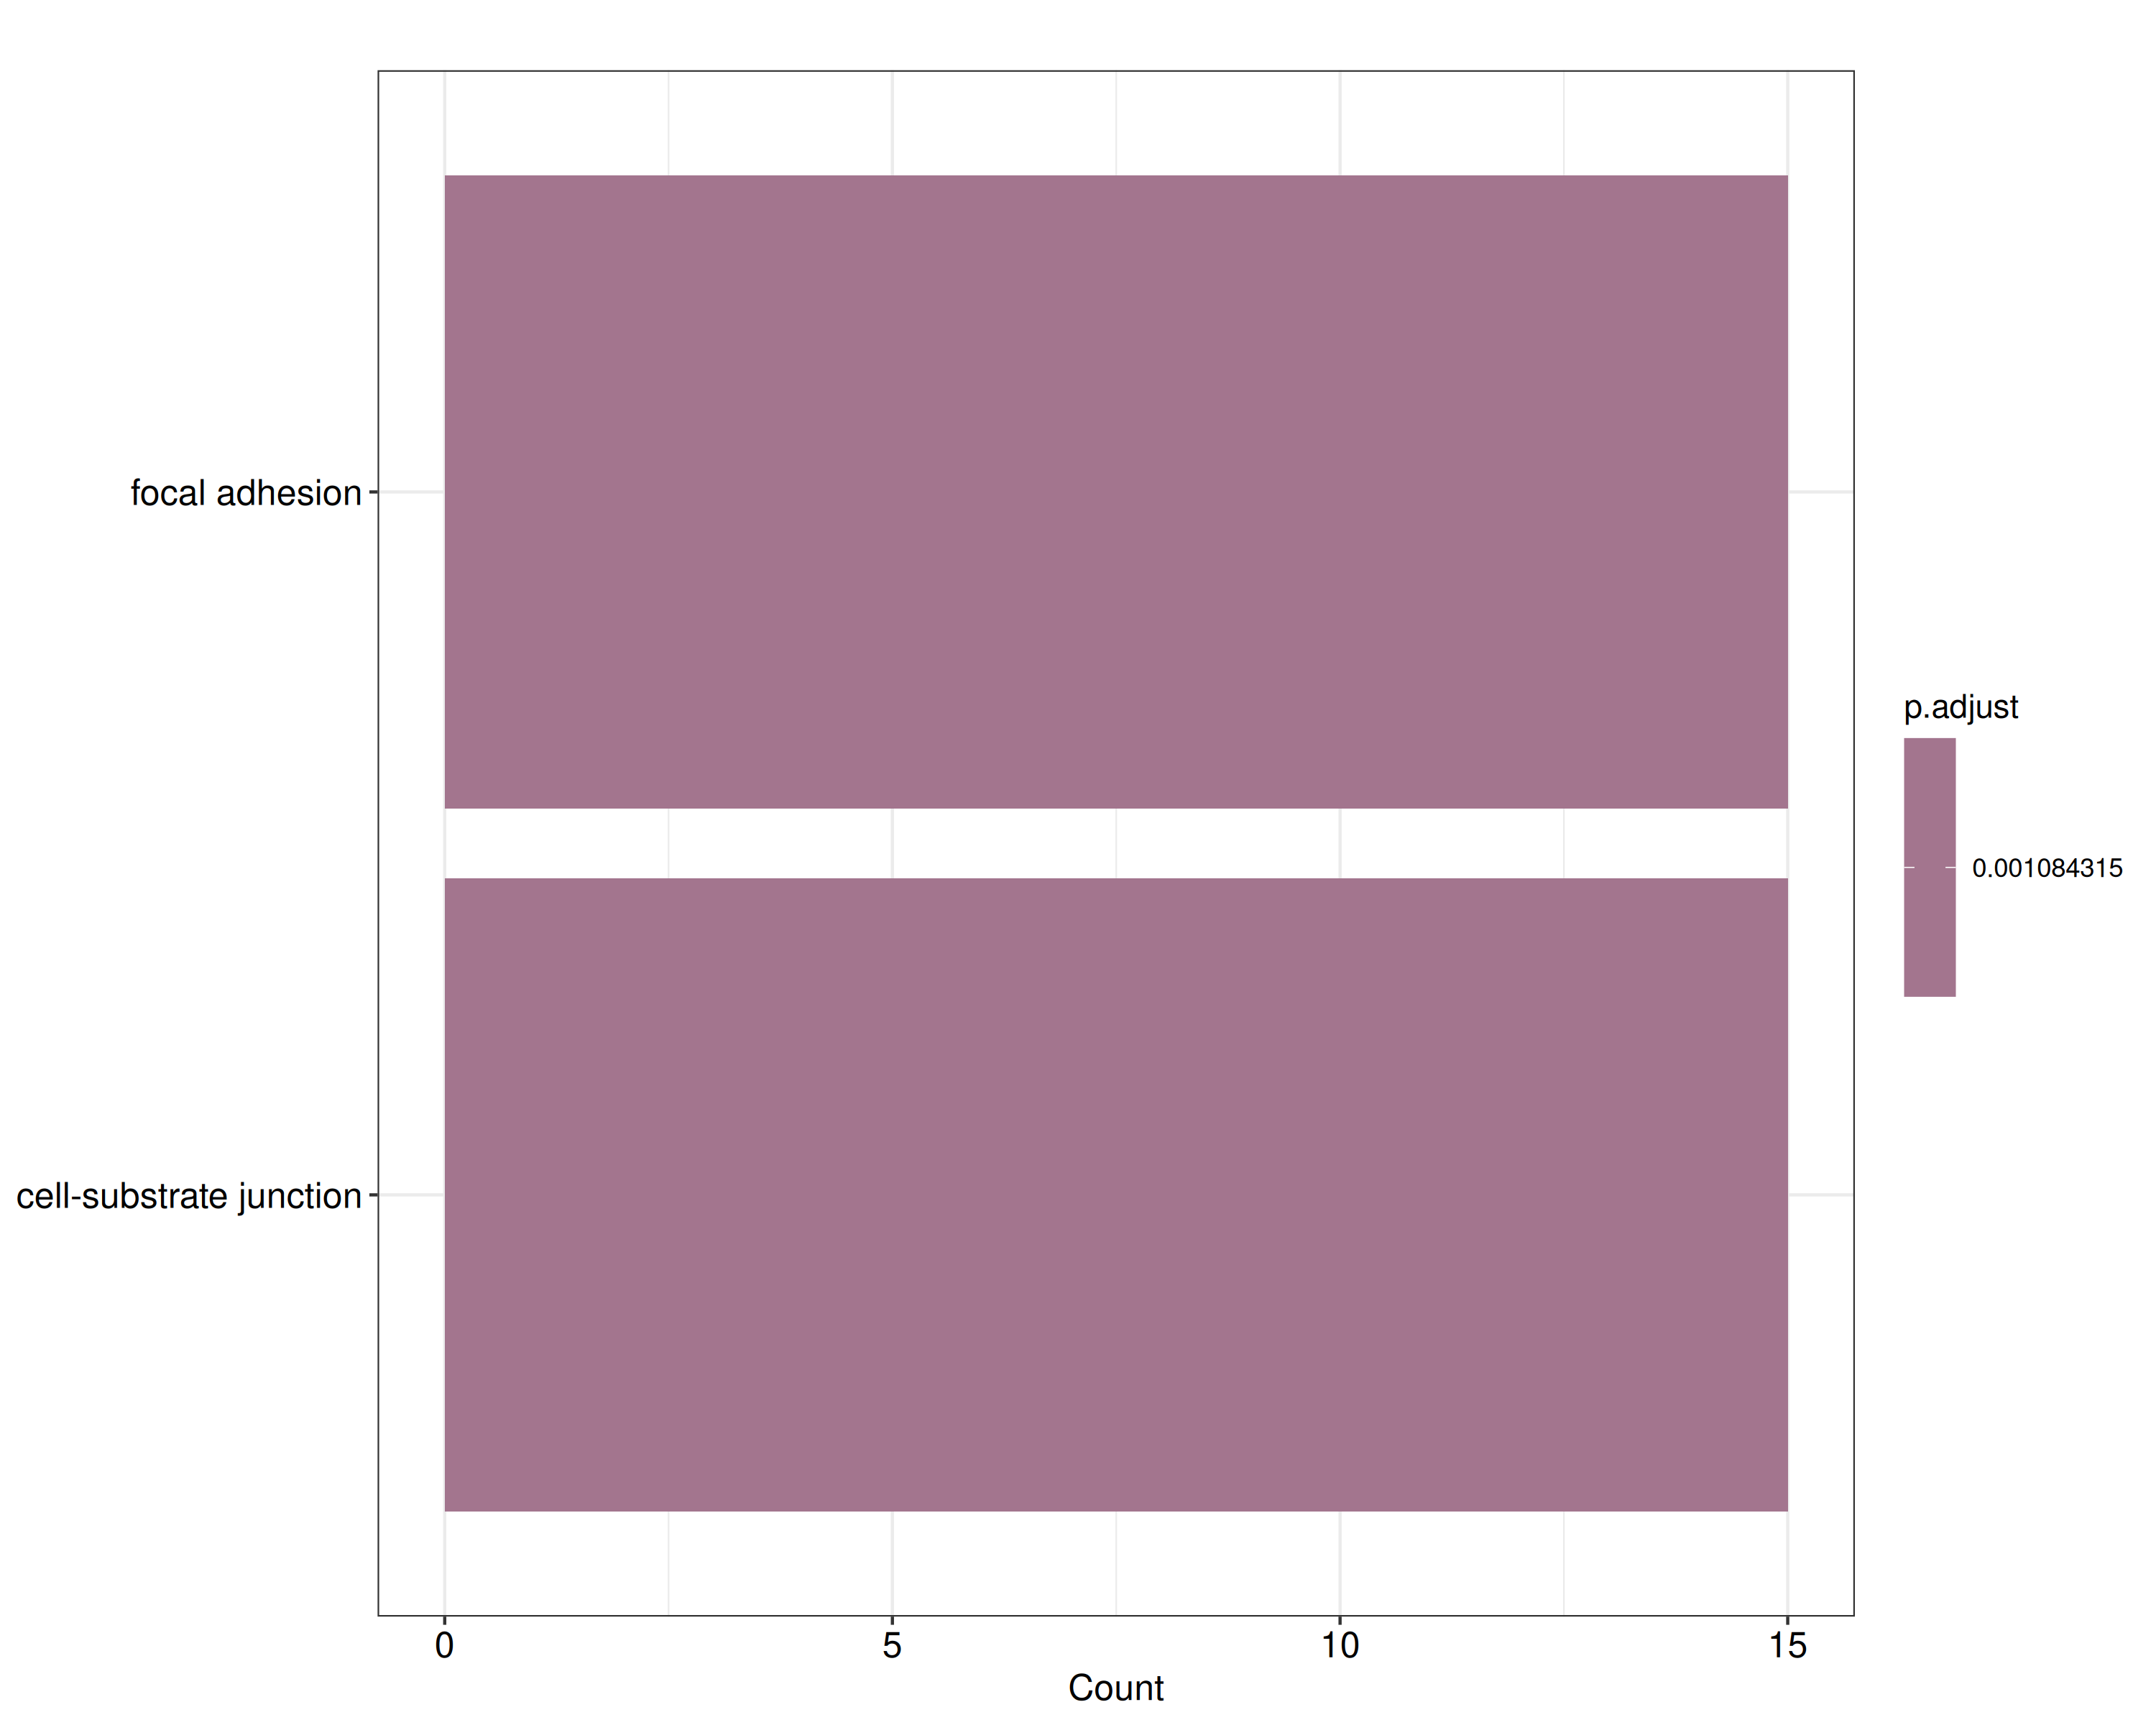 focal adhesion
cell-substrate junction
0
5
10
15
Count
p.adjust
0.001084315